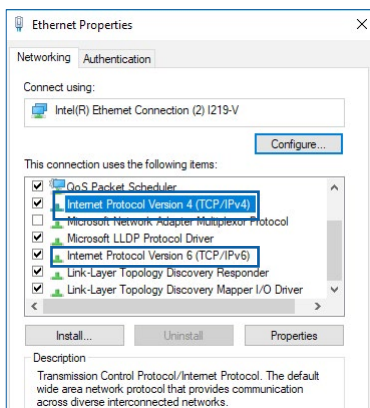 Ethernet Properties
Networking Authentication
Connect using:
Intel(R) Ethernet Connection (2) I219-V
Configure...
This connection uses the following items:
QoS Packet Scheduler
Internet Protocol Version 4 (TCP/IPv4)
Microsoft Network Adapter Multiplexor Protocol
Microsoft LLDP Protocol Driver
Internet Protocol Version 6 (TCP/IPv6)
Link-Layer Topology Discovery Responder
Link-Layer Topology Discovery Mapper I/O Driver
Install... Uninstall Properties
Description
Transmission Control Protocol/Internet Protocol. The default
wide area network protocol that provides communication
across diverse interconnected networks.